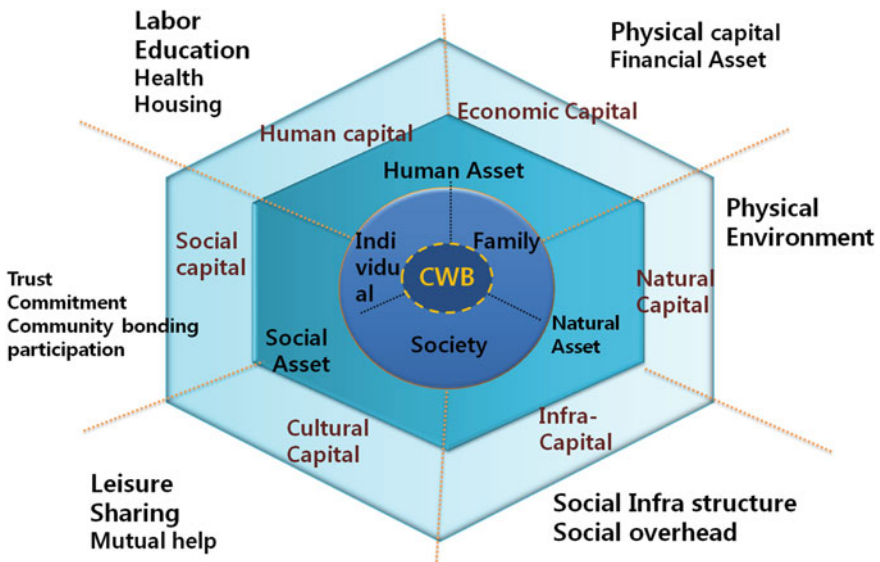 Labor
Education
Health
Housing
Physical capital
Financial Asset
Economic Capital
Human capital
Human Asset
Physical
Environment
Social
capital
Indi
vidual
Family
CWB
Natural
Capital
Trust
Commitment
Community bonding
participation
Social
Asset
Society
Natural
Asset
Cultural
Capital
Infra-
Capital
Leisure
Sharing
Mutual help
Social Infra structure
Social overhead